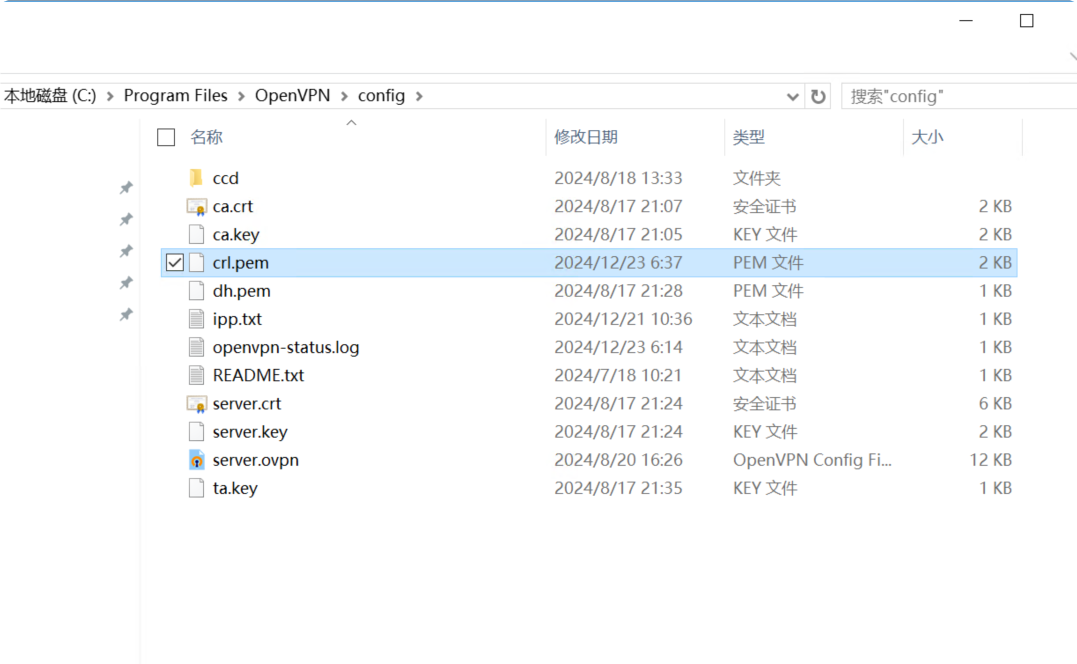 本地磁盘 (C:) > Program Files > OpenVPN > config > 搜索"config"
名称 修改日期 类型 大小
ccd 2024/8/18 13:33 文件夹
ca.crt 2024/8/17 21:07 安全证书 2 KB
ca.key 2024/8/17 21:05 KEY 文件 2 KB
crl.pem 2024/12/23 6:37 PEM 文件 2 KB
dh.pem 2024/8/17 21:28 PEM 文件 1 KB
ipp.txt 2024/12/21 10:36 文本文档 1 KB
openvpn-status.log 2024/12/23 6:14 文本文档 1 KB
README.txt 2024/7/18 10:21 文本文档 1 KB
server.crt 2024/8/17 21:24 安全证书 6 KB
server.key 2024/8/17 21:24 KEY 文件 2 KB
server.ovpn 2024/8/20 16:26 OpenVPN Config Fi... 12 KB
ta.key 2024/8/17 21:35 KEY 文件 1 KB